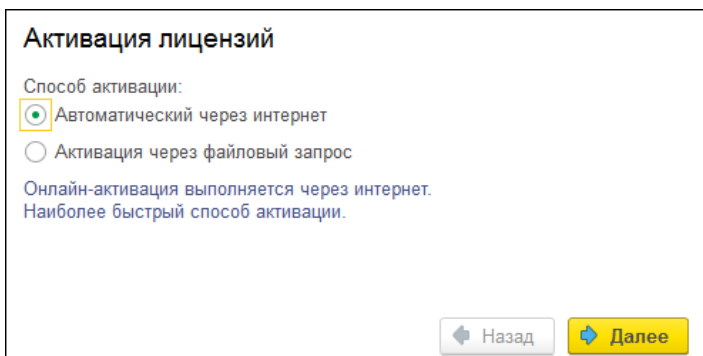 Активация лицензий
Способ активации:
Автоматический через интернет
Активация через файловый запрос
Онлайн-активация выполняется через интернет.
Наиболее быстрый способ активации.
Назад
Далее